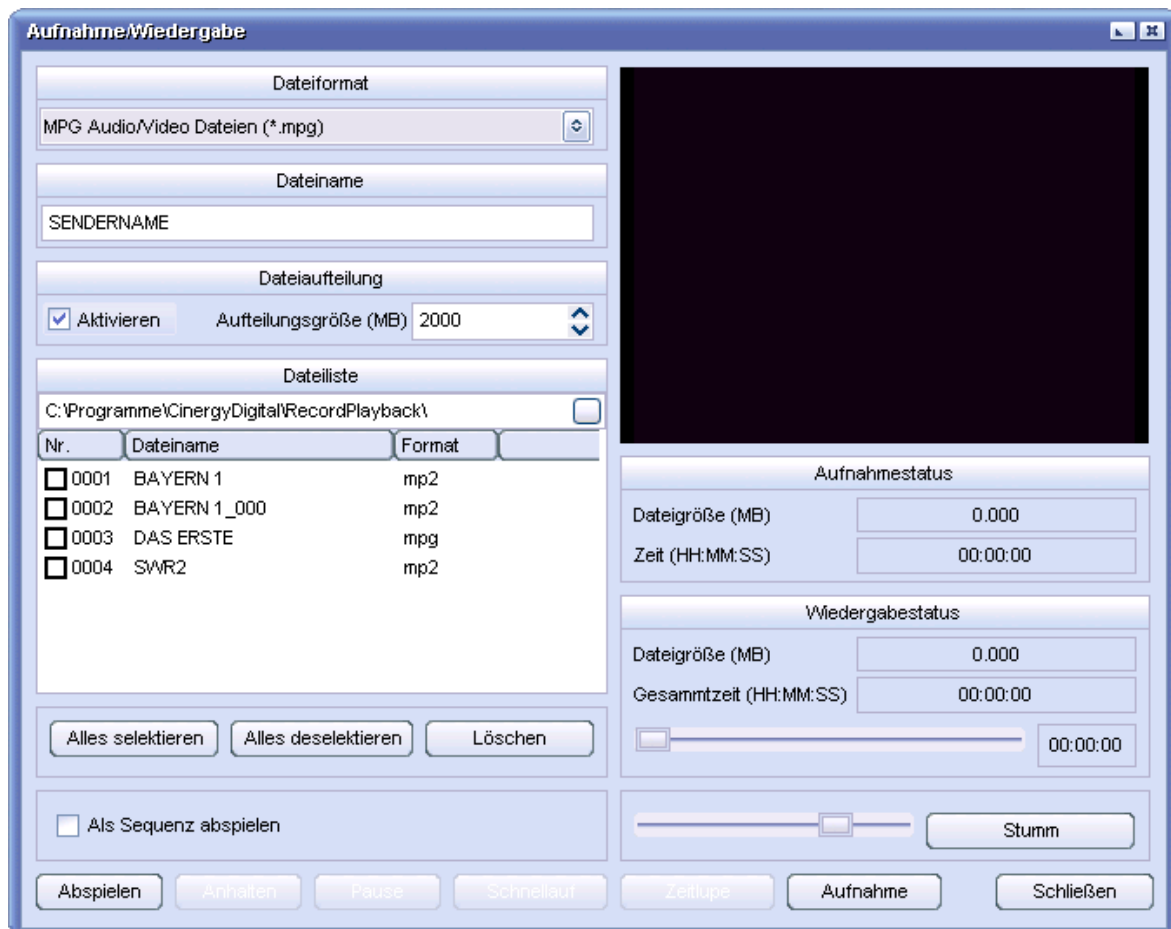 Aufnahme/Wiedergabe
Dateiformat
MPG Audio/Video Dateien (*.mpg)
Dateiname
SENDERNAME
Dateiaufteilung
Aktivieren Aufteilungsgröße (MB) 2000
Dateiliste
C:\Programme\CinergyDigital\RecordPlayback\
Nr. Dateiname Format
0001 BAYERN 1 mp2
0002 BAYERN 1_000 mp2
0003 DAS ERSTE mpg
0004 SWR2 mp2
Alles selektieren Alles deselektieren Löschen
Als Sequenz abspielen
Aufnahmestatus
Dateigröße (MB) 0.000
Zeit (HH:MM:SS) 00:00:00
Wiedergabestatus
Dateigröße (MB) 0.000
Gesammtzeit (HH:MM:SS) 00:00:00
00:00:00
Stumm
Abspielen Anhalten Pause Schnellauf Zeitlupe Aufnahme Schließen